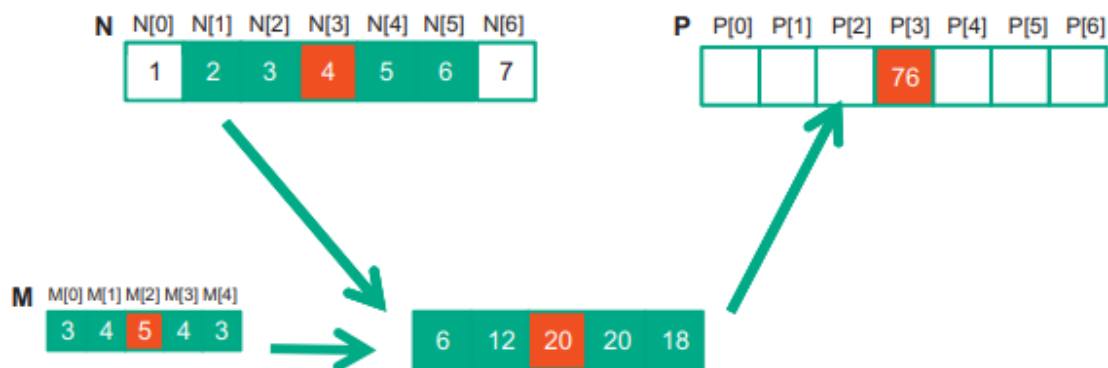 N N[0] N[1] N[2] N[3] N[4] N[5] N[6]
1 2 3 4 5 6 7
P P[0] P[1] P[2] P[3] P[4] P[5] P[6]
76
M M[0] M[1] M[2] M[3] M[4]
3 4 5 4 3
6 12 20 20 18